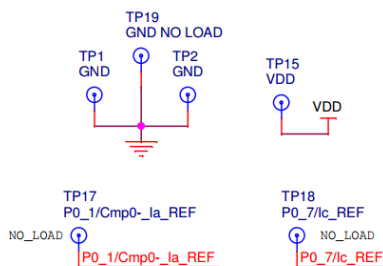 TP19
GND NO LOAD
TP1
GND
TP2
GND
TP15
VDD
VDD
TP17
P0_1/Cmp0-_Ia_REF
NO_LOAD
P0_1/Cmp0-_Ia_REF
TP18
P0_7/Ic_REF
NO_LOAD
P0_7/Ic_REF